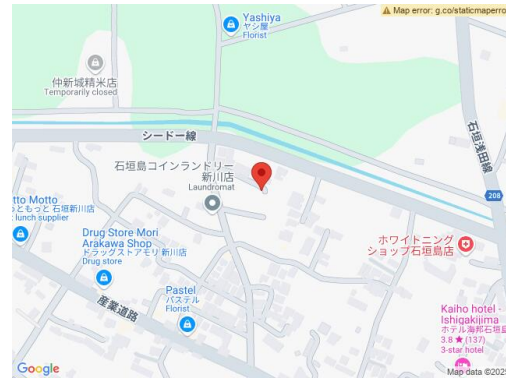 Map error: g.co/staticmaperro
Yashiya
ヤシ屋
Florist
仲新城精米店
Temporarily closed
シードー線
石垣浅田線
石垣島コインランドリー
新川店
Laundromat
208
otto Motto
っともっと 石垣新川店
lunch supplier
Drug Store Mori
Arakawa Shop
ドラッグストアモリ 新川店
Drug store
ホワイトニング
ショップ石垣島店
産業道路
Pastel
パステル
Florist
Kaiho hotel -
Ishigakijima
ホテル海邦石垣島
3.8 ★ (137)
3-star hotel
Google
Map data ©2025